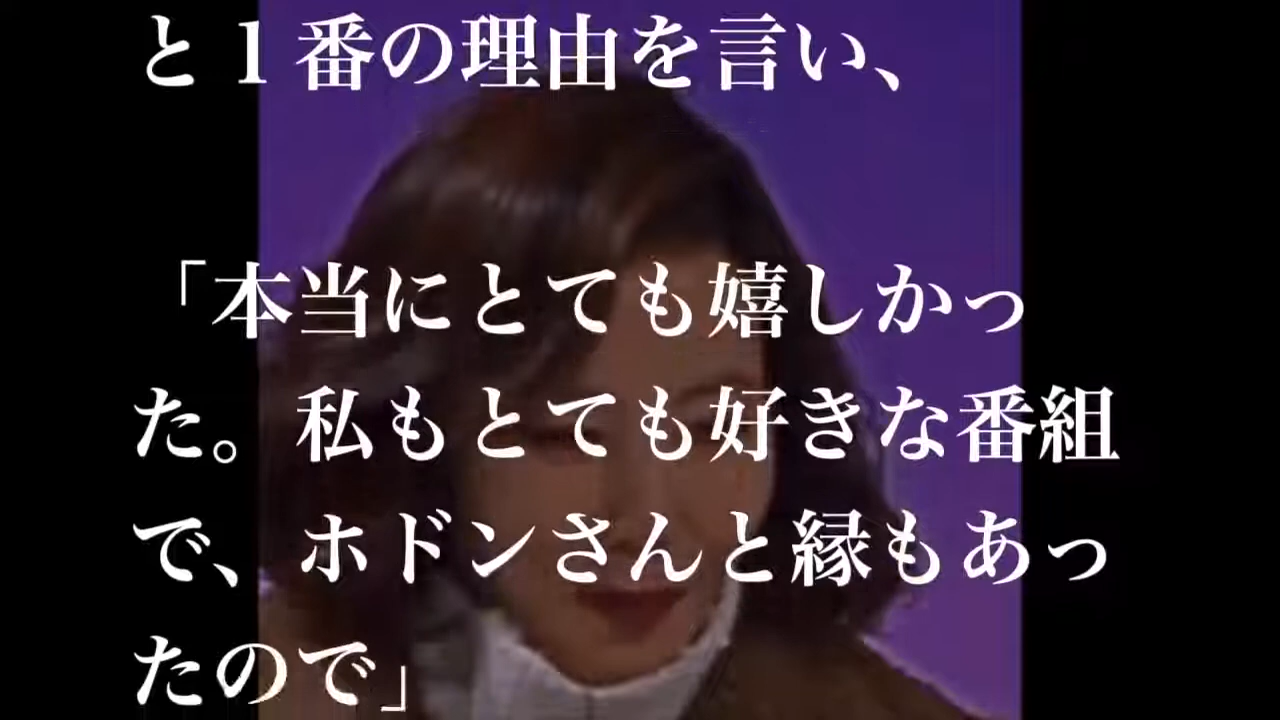 と１番の理由を言い、
「本当にとても嬉しかっ
た。私もとても好きな番組
で、ホドンさんと縁もあっ
たので」